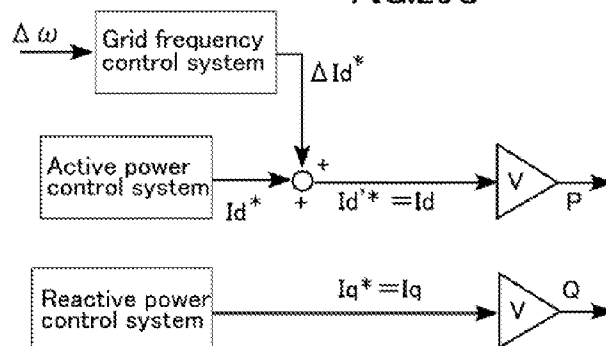 Δω
Grid frequency
control system
ΔId*
Active power
control system
Id*
+
+
Id'* =Id
V
P
Reactive power
control system
Iq* =Iq
V
Q